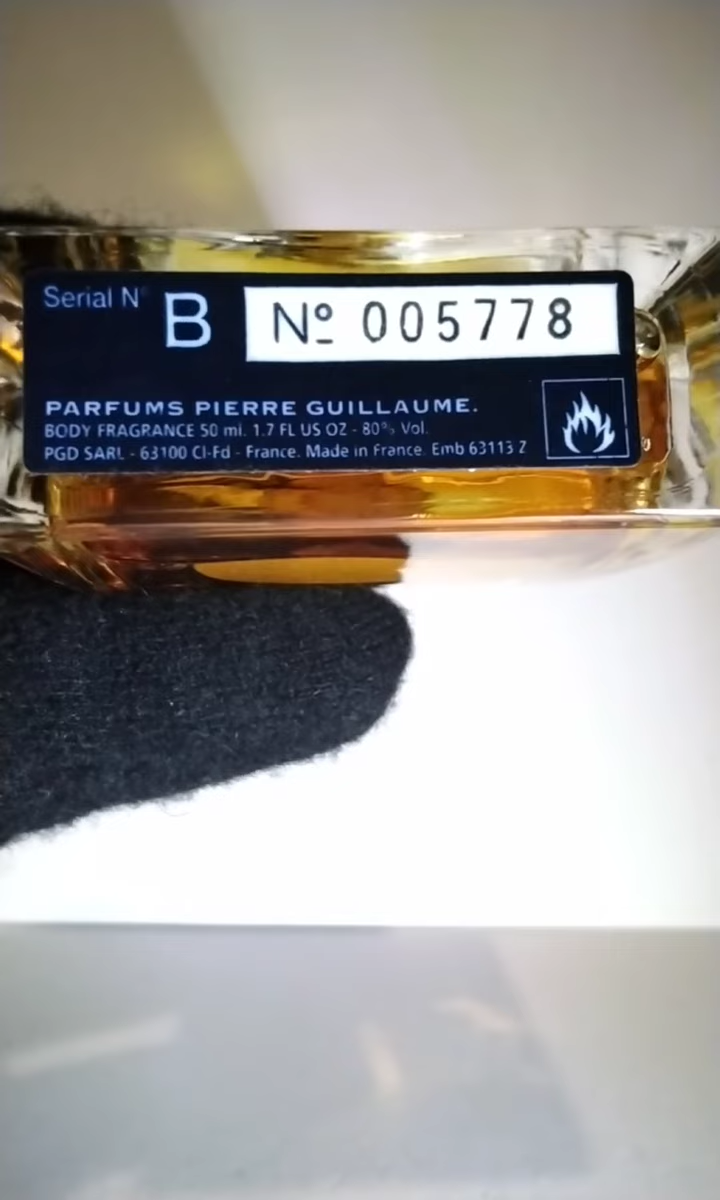 Serial N°
B
Nº 005778
PARFUMS PIERRE GUILLAUME.
BODY FRAGRANCE 50 ml. 1.7 FL US OZ - 80% Vol.
PGD SARL - 63100 Cl-Fd - France. Made in France. Emb 63113 Z